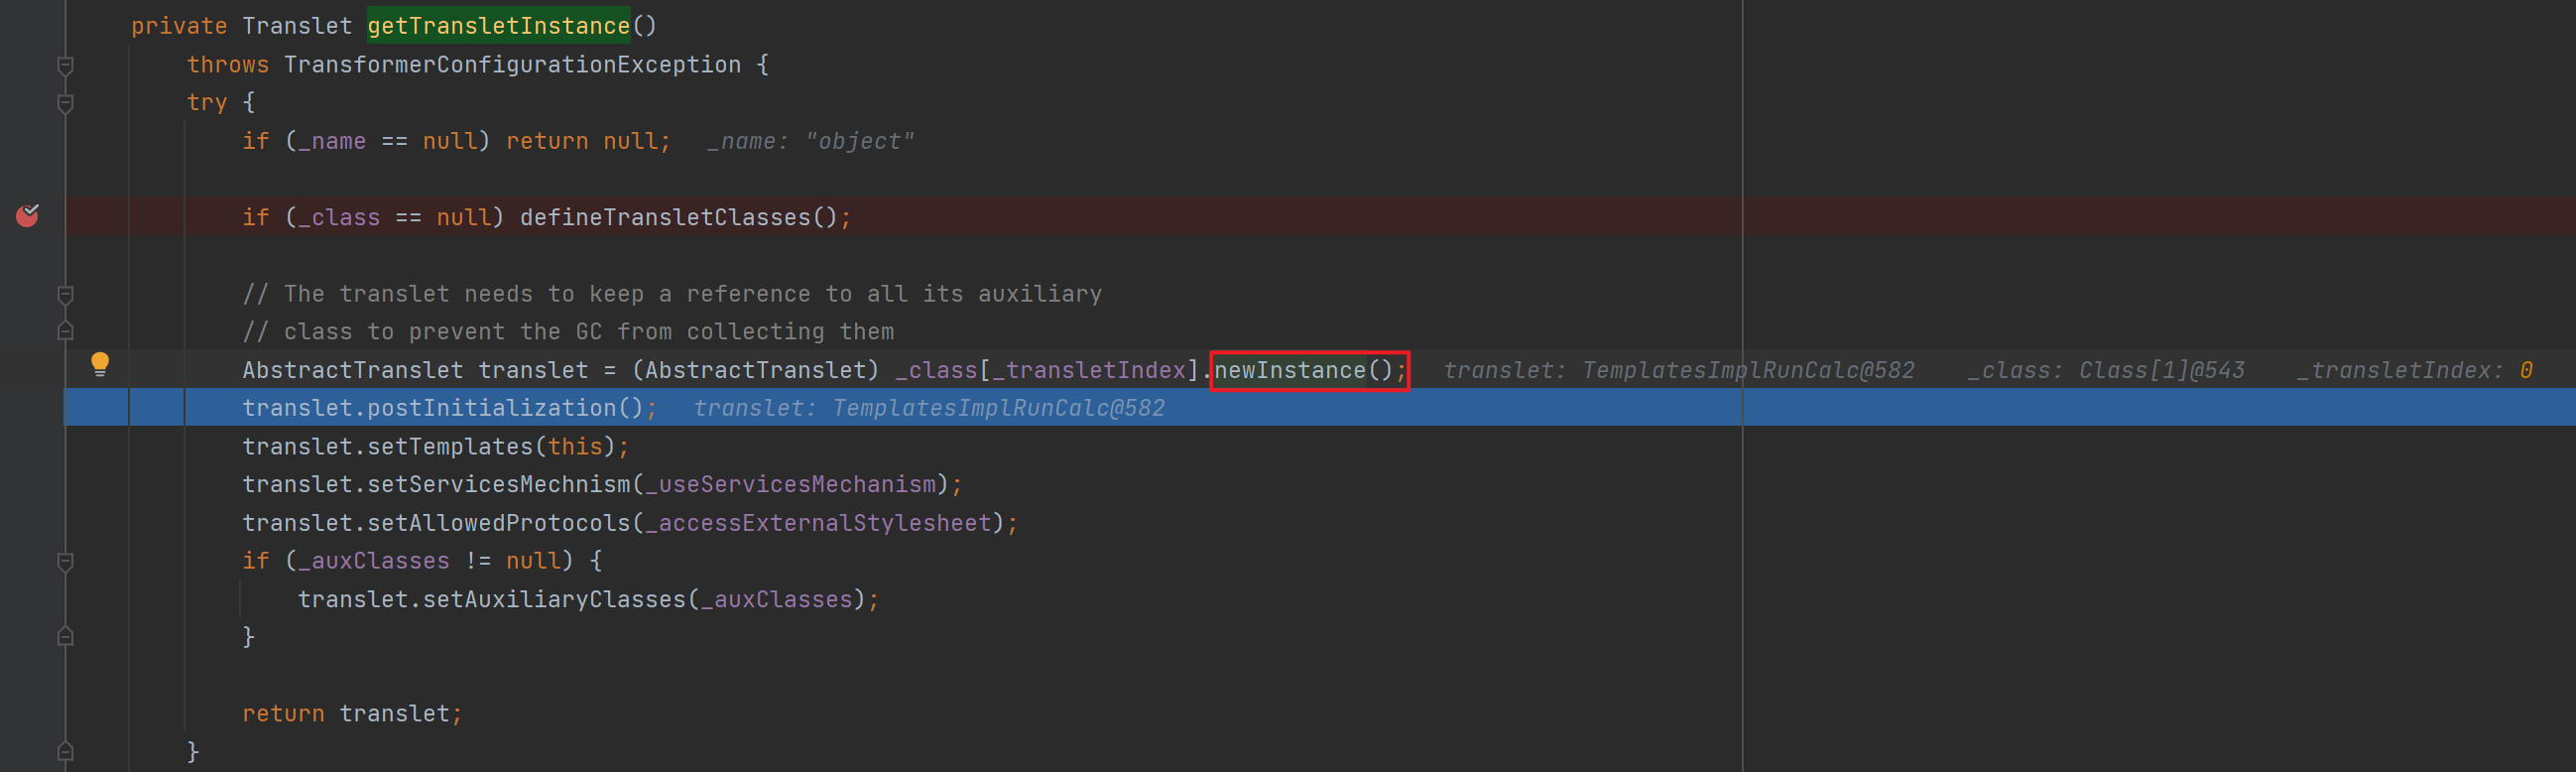 private Translet getTransletInstance()
throws TransformerConfigurationException {
try {
if (_name == null) return null; _name: "object"
if (_class == null) defineTransletClasses();
// The translet needs to keep a reference to all its auxiliary
// class to prevent the GC from collecting them
AbstractTranslet translet = (AbstractTranslet) _class[_transletIndex].newInstance(); translet: TemplatesImplRunCalc@582 _class: Class[1]@543 _transletIndex: 0
translet.postInitialization(); translet: TemplatesImplRunCalc@582
translet.setTemplates(this);
translet.setServicesMechnism(_useServicesMechanism);
translet.setAllowedProtocols(_accessExternalStylesheet);
if (_auxClasses != null) {
translet.setAuxiliaryClasses(_auxClasses);
}
return translet;
}